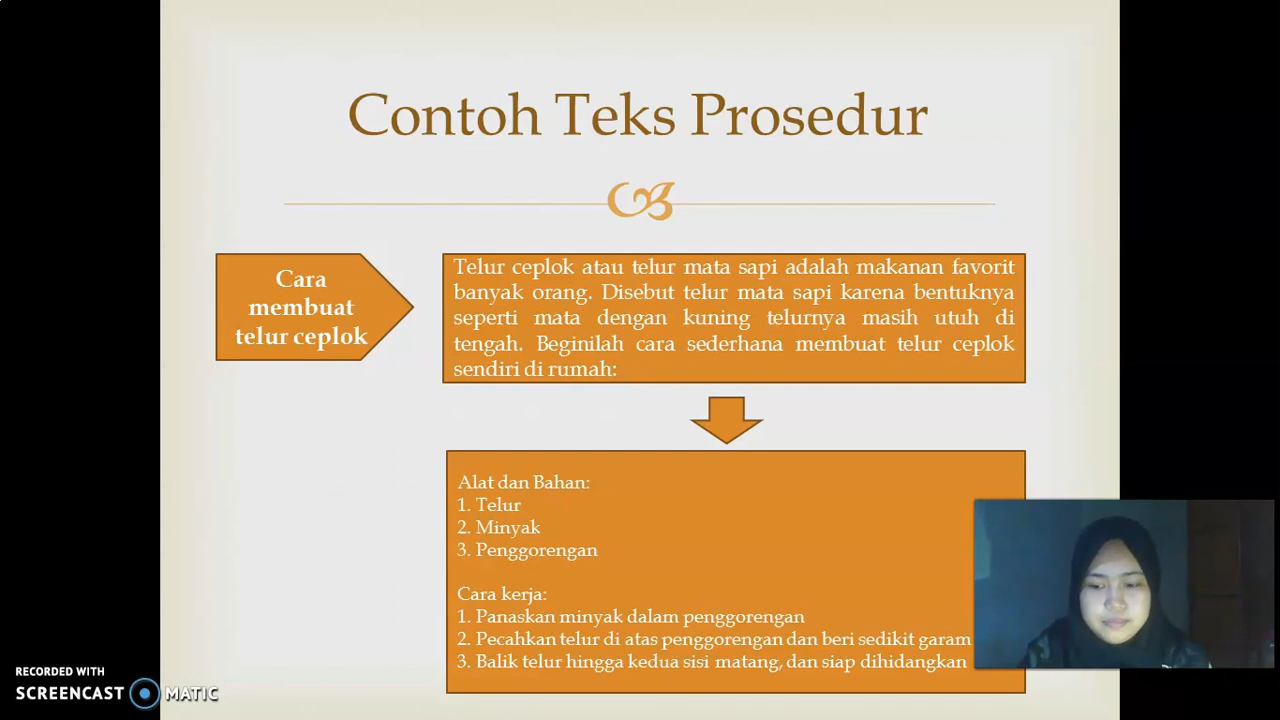 Contoh Teks Prosedur
Cara
membuat
telur ceplok
Telur ceplok atau telur mata sapi adalah makanan favorit
banyak orang. Disebut telur mata sapi karena bentuknya
seperti mata dengan kuning telurnya masih utuh di
tengah. Beginilah cara sederhana membuat telur ceplok
sendiri di rumah:
Alat dan Bahan:
1. Telur
2. Minyak
3. Penggorengan
Cara kerja:
1. Panaskan minyak dalam penggorengan
2. Pecahkan telur di atas penggorengan dan beri sedikit garam
3. Balik telur hingga kedua sisi matang, dan siap dihidangkan
RECORDED WITH
SCREENCAST MATIC